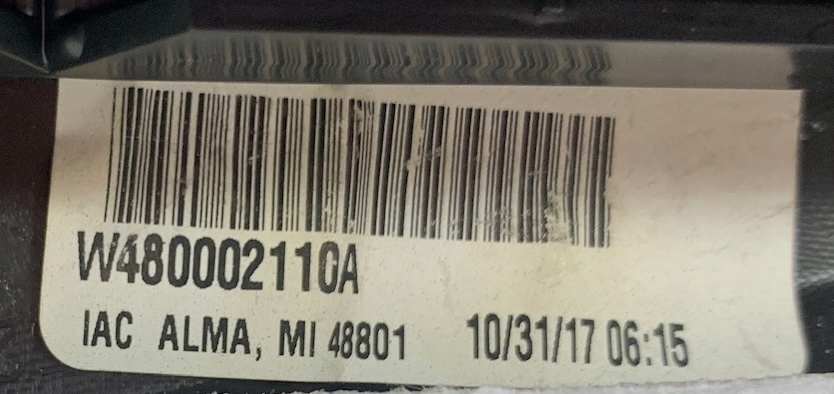 W480002110A
IAC ALMA, MI 48801 10/31/17 06:15